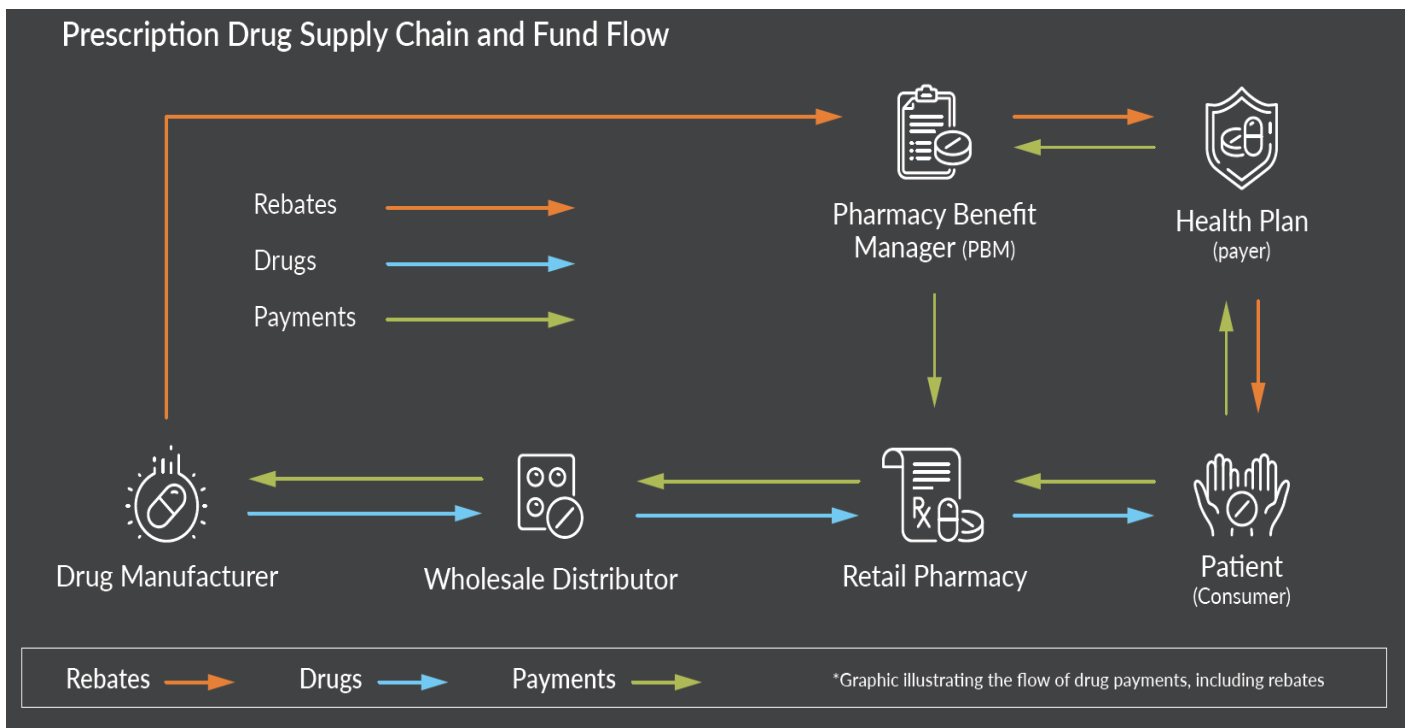 Prescription Drug Supply Chain and Fund Flow
Rebates
Drugs
Payments
Pharmacy Benefit
Manager (PBM)
Health Plan
(payer)
Rx
Drug Manufacturer
Wholesale Distributor
Retail Pharmacy
Patient
(Consumer)
Rebates
Drugs
Payments
*Graphic illustrating the flow of drug payments, including rebates